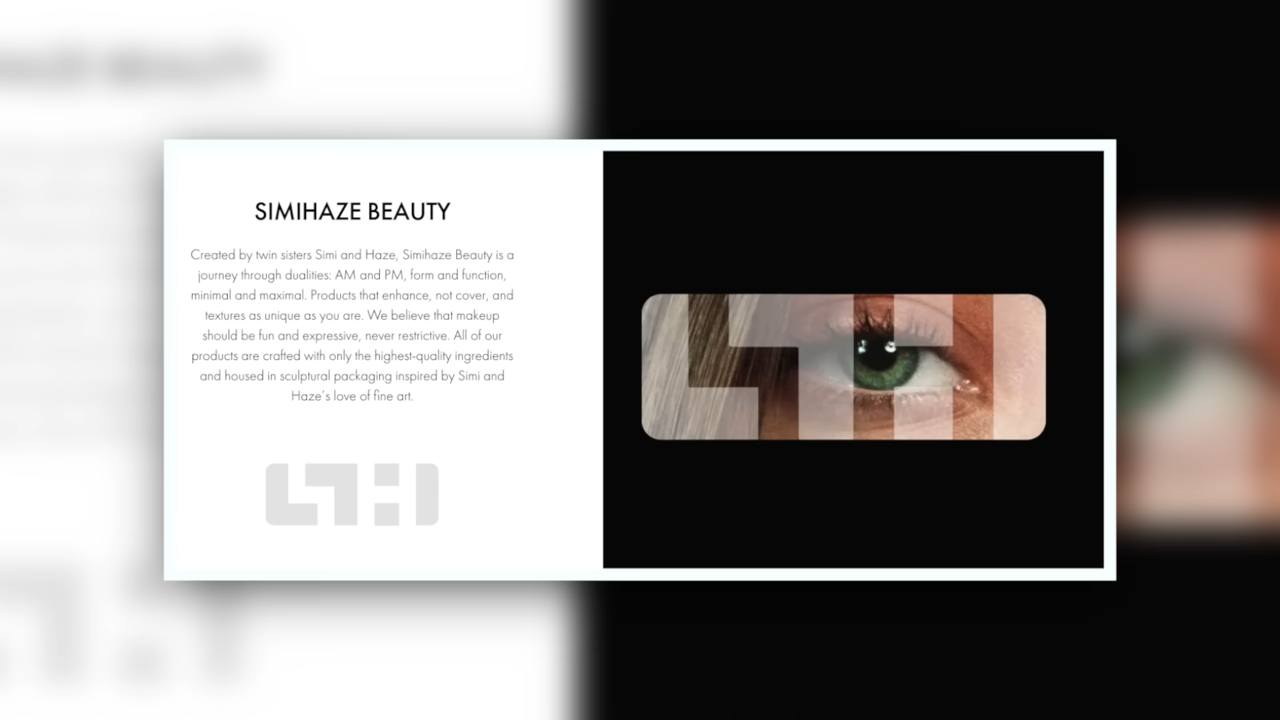 SIMIHAZE BEAUTY
Created by twin sisters Simi and Haze, Simihaze Beauty is a
journey through dualities: AM and PM, form and function,
minimal and maximal. Products that enhance, not cover, and
textures as unique as you are. We believe that makeup
should be fun and expressive, never restrictive. All of our
products are crafted with only the highest-quality ingredients
and housed in sculptural packaging inspired by Simi and
Haze's love of fine art.